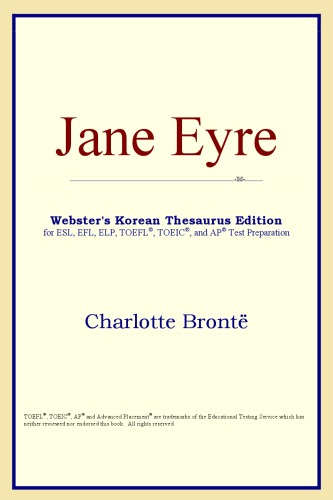 Jane Eyre
Webster's Korean Thesaurus Edition
for ESL, EFL, ELP, TOEFL®, TOEIC®, and AP® Test Preparation
Charlotte Brontë
TOEFL®, TOEIC®, AP® and Advanced Placement® are trademarks of the Educational Testing Service which has
neither reviewed nor endorsed this book. All rights reserved.